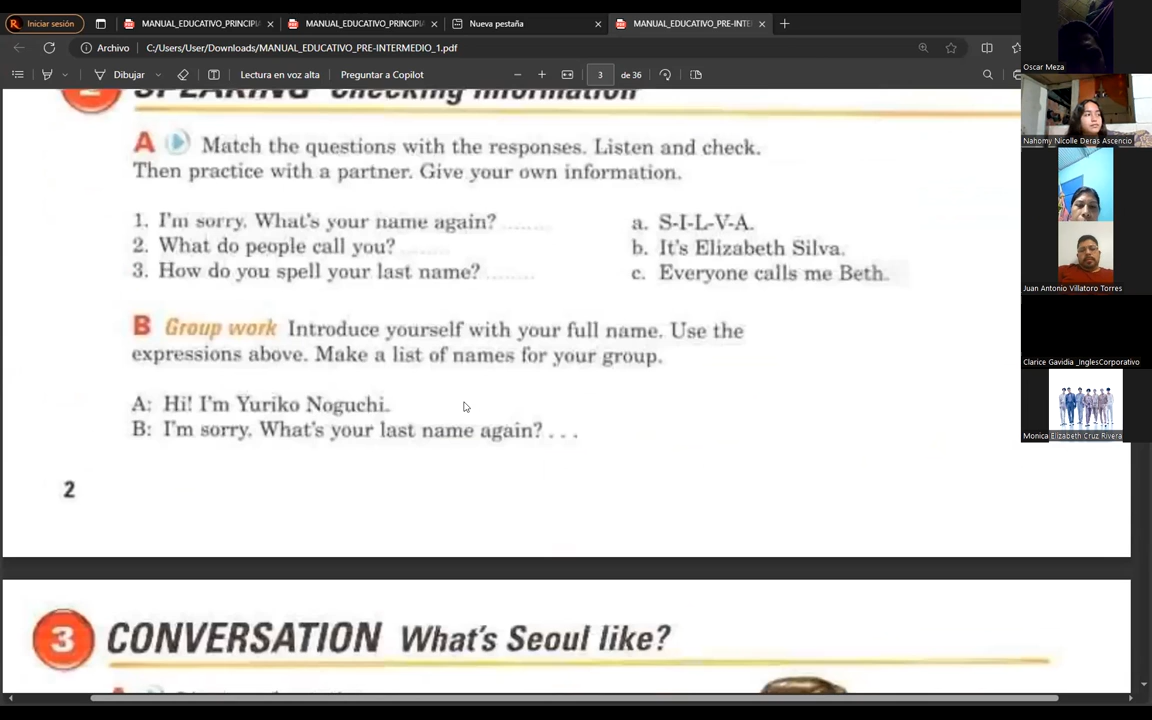 Iniciar sesión
MANUAL_EDUCATIVO_PRINCIPI
MANUAL_EDUCATIVO_PRINCIPI
Nueva pestaña
MANUAL_EDUCATIVO_PRE-INTE
Archivo
C:/Users/User/Downloads/MANUAL_EDUCATIVO_PRE-INTERMEDIO_1.pdf
Dibujar
Lectura en voz alta
Preguntar a Copilot
3
de 36
2 SPEAKING Checking information
A Match the questions with the responses. Listen and check.
Then practice with a partner. Give your own information.
1. I'm sorry. What's your name again? ........
2. What do people call you? ........
3. How do you spell your last name? ........
a. S-I-L-V-A.
b. It's Elizabeth Silva.
c. Everyone calls me Beth.
B Group work Introduce yourself with your full name. Use the
expressions above. Make a list of names for your group.
A: Hi! I'm Yuriko Noguchi.
B: I'm sorry. What's your last name again? . . .
2
3 CONVERSATION What's Seoul like?
Oscar Meza
Nahomy Nicolle Deras Ascencio
Juan Antonio Villatoro Torres
Clarice Gavidia _InglesCorporativo
Monica Elizabeth Cruz Rivera